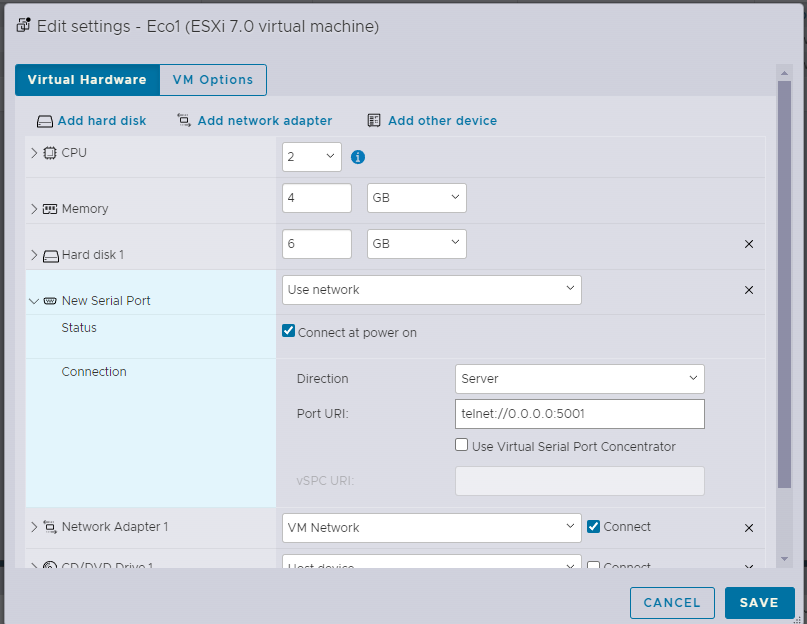 Edit settings - Eco1 (ESXi 7.0 virtual machine)
Virtual Hardware VM Options
Add hard disk Add network adapter Add other device
CPU 2
Memory 4 GB
Hard disk 1 6 GB
New Serial Port Use network
Status Connect at power on
Connection Direction Server
Port URI: telnet://0.0.0.0:5001
Use Virtual Serial Port Concentrator
vSPC URI:
Network Adapter 1 VM Network Connect
CD/DVD Drive 1 Host device Connect
CANCEL SAVE